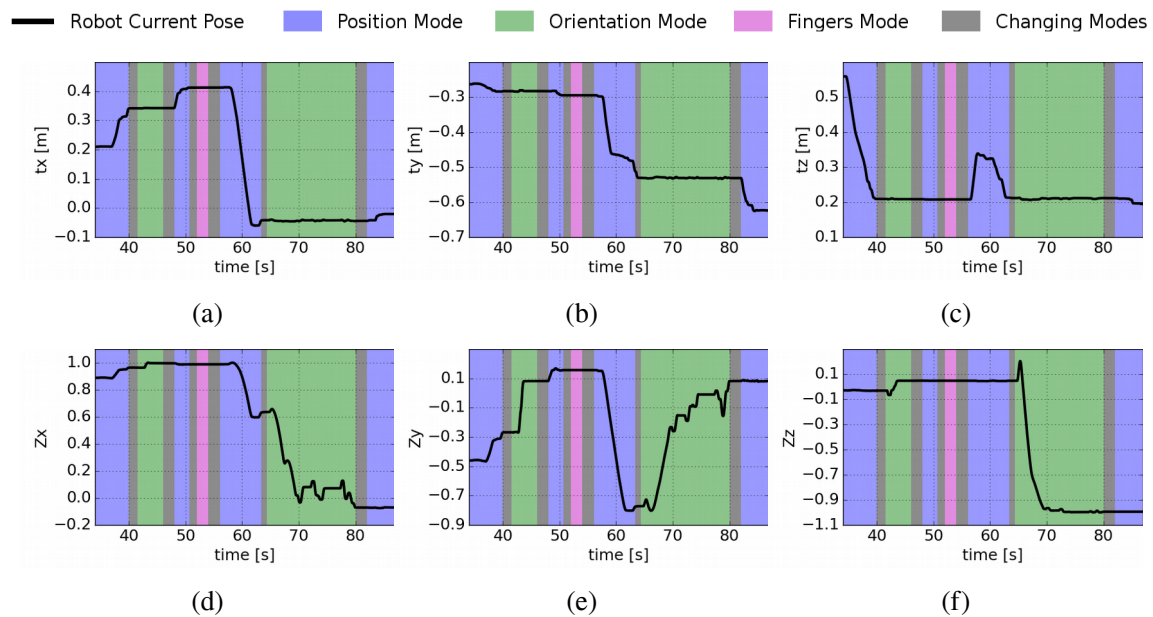 Robot Current Pose Position Mode Orientation Mode Fingers Mode Changing Modes
tx [m]
0.4
0.3
0.2
0.1
0.0
−0.1
40 50 60 70 80
time [s]
(a)
ty [m]
−0.3
−0.4
−0.5
−0.6
−0.7
40 50 60 70 80
time [s]
(b)
tz [m]
0.5
0.4
0.3
0.2
0.1
40 50 60 70 80
time [s]
(c)
Zx
1.0
0.8
0.6
0.4
0.2
0.0
−0.2
40 50 60 70 80
time [s]
(d)
Zy
0.1
−0.1
−0.3
−0.5
−0.7
−0.9
40 50 60 70 80
time [s]
(e)
Zz
0.1
−0.1
−0.3
−0.5
−0.7
−0.9
−1.1
40 50 60 70 80
time [s]
(f)